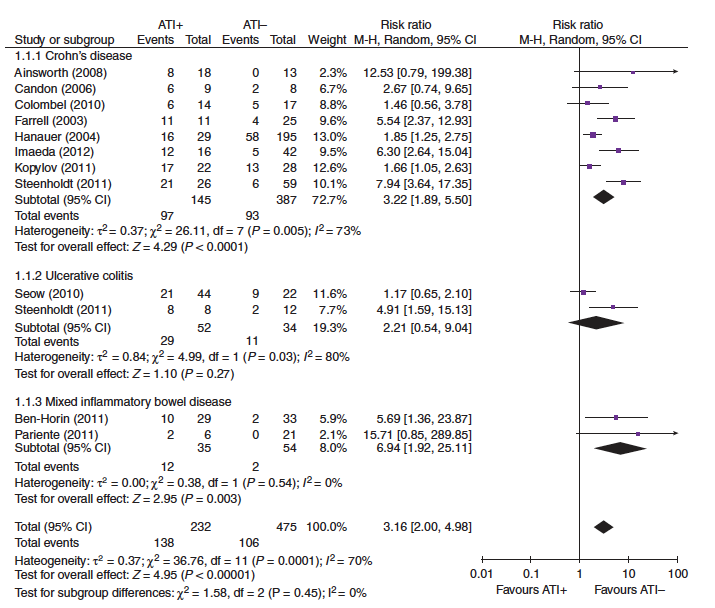 ATI+ ATI– Risk ratio Risk ratio
Study or subgroup Events Total Events Total Weight M-H, Random, 95% CI M-H, Random, 95% CI
1.1.1 Crohn's disease
Ainsworth (2008) 8 18 0 13 2.3% 12.53 [0.79, 199.38]
Candon (2006) 6 9 2 8 6.7% 2.67 [0.74, 9.65]
Colombel (2010) 6 14 5 17 8.8% 1.46 [0.56, 3.78]
Farrell (2003) 11 11 4 25 9.6% 5.54 [2.37, 12.93]
Hanauer (2004) 16 29 58 195 13.0% 1.85 [1.25, 2.75]
Imaeda (2012) 12 16 5 42 9.5% 6.30 [2.64, 15.04]
Kopylov (2011) 17 22 13 28 12.6% 1.66 [1.05, 2.63]
Steenholdt (2011) 21 26 6 59 10.1% 7.94 [3.64, 17.35]
Subtotal (95% CI) 145 387 72.7% 3.22 [1.89, 5.50]
Total events 97 93
Haterogeneity: τ² = 0.37; χ² = 26.11, df = 7 (P = 0.005); I² = 73%
Test for overall effect: Z = 4.29 (P < 0.0001)
1.1.2 Ulcerative colitis
Seow (2010) 21 44 9 22 11.6% 1.17 [0.65, 2.10]
Steenholdt (2011) 8 8 2 12 7.7% 4.91 [1.59, 15.13]
Subtotal (95% CI) 52 34 19.3% 2.21 [0.54, 9.04]
Total events 29 11
Haterogeneity: τ² = 0.84; χ² = 4.99, df = 1 (P = 0.03); I² = 80%
Test for overall effect: Z = 1.10 (P = 0.27)
1.1.3 Mixed inflammatory bowel disease
Ben-Horin (2011) 10 29 2 33 5.9% 5.69 [1.36, 23.87]
Pariente (2011) 2 6 0 21 2.1% 15.71 [0.85, 289.85]
Subtotal (95% CI) 35 54 8.0% 6.94 [1.92, 25.11]
Total events 12 2
Heterogeneity: τ² = 0.00; χ² = 0.38, df = 1 (P = 0.54); I² = 0%
Test for overall effect: Z = 2.95 (P = 0.003)
Total (95% CI) 232 475 100.0% 3.16 [2.00, 4.98]
Total events 138 106
Hateogeneity: τ² = 0.37; χ² = 36.76, df = 11 (P = 0.0001); I² = 70%
Test for overall effect: Z = 4.95 (P < 0.00001)
Test for subgroup differences: χ² = 1.58, df = 2 (P = 0.45); I² = 0%
0.01 0.1 1 10 100
Favours ATI+ Favours ATI–